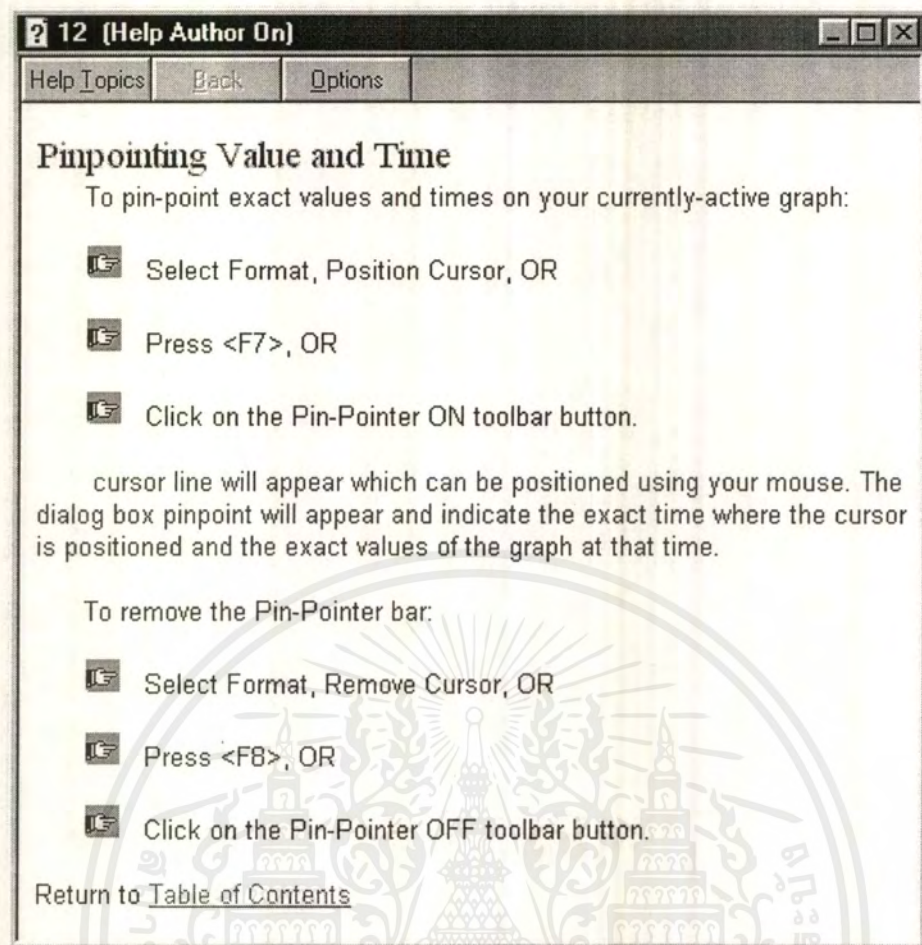 12 (Help Author On)
Help Topics Back Options
Pinpointing Value and Time
To pin-point exact values and times on your currently-active graph:
Select Format, Position Cursor, OR
Press <F7>, OR
Click on the Pin-Pointer ON toolbar button.
cursor line will appear which can be positioned using your mouse. The
dialog box pinpoint will appear and indicate the exact time where the cursor
is positioned and the exact values of the graph at that time.
To remove the Pin-Pointer bar:
Select Format, Remove Cursor, OR
Press <F8>, OR
Click on the Pin-Pointer OFF toolbar button.
Return to Table of Contents